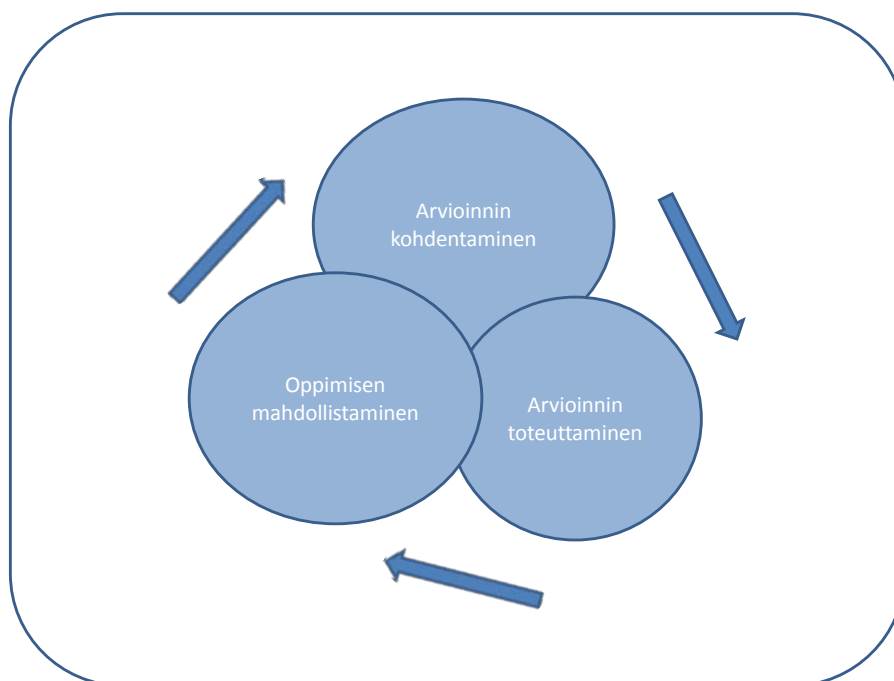 Arvioinnin
kohdentaminen
Oppimisen
mahdollistaminen
Arvioinnin
toteuttaminen